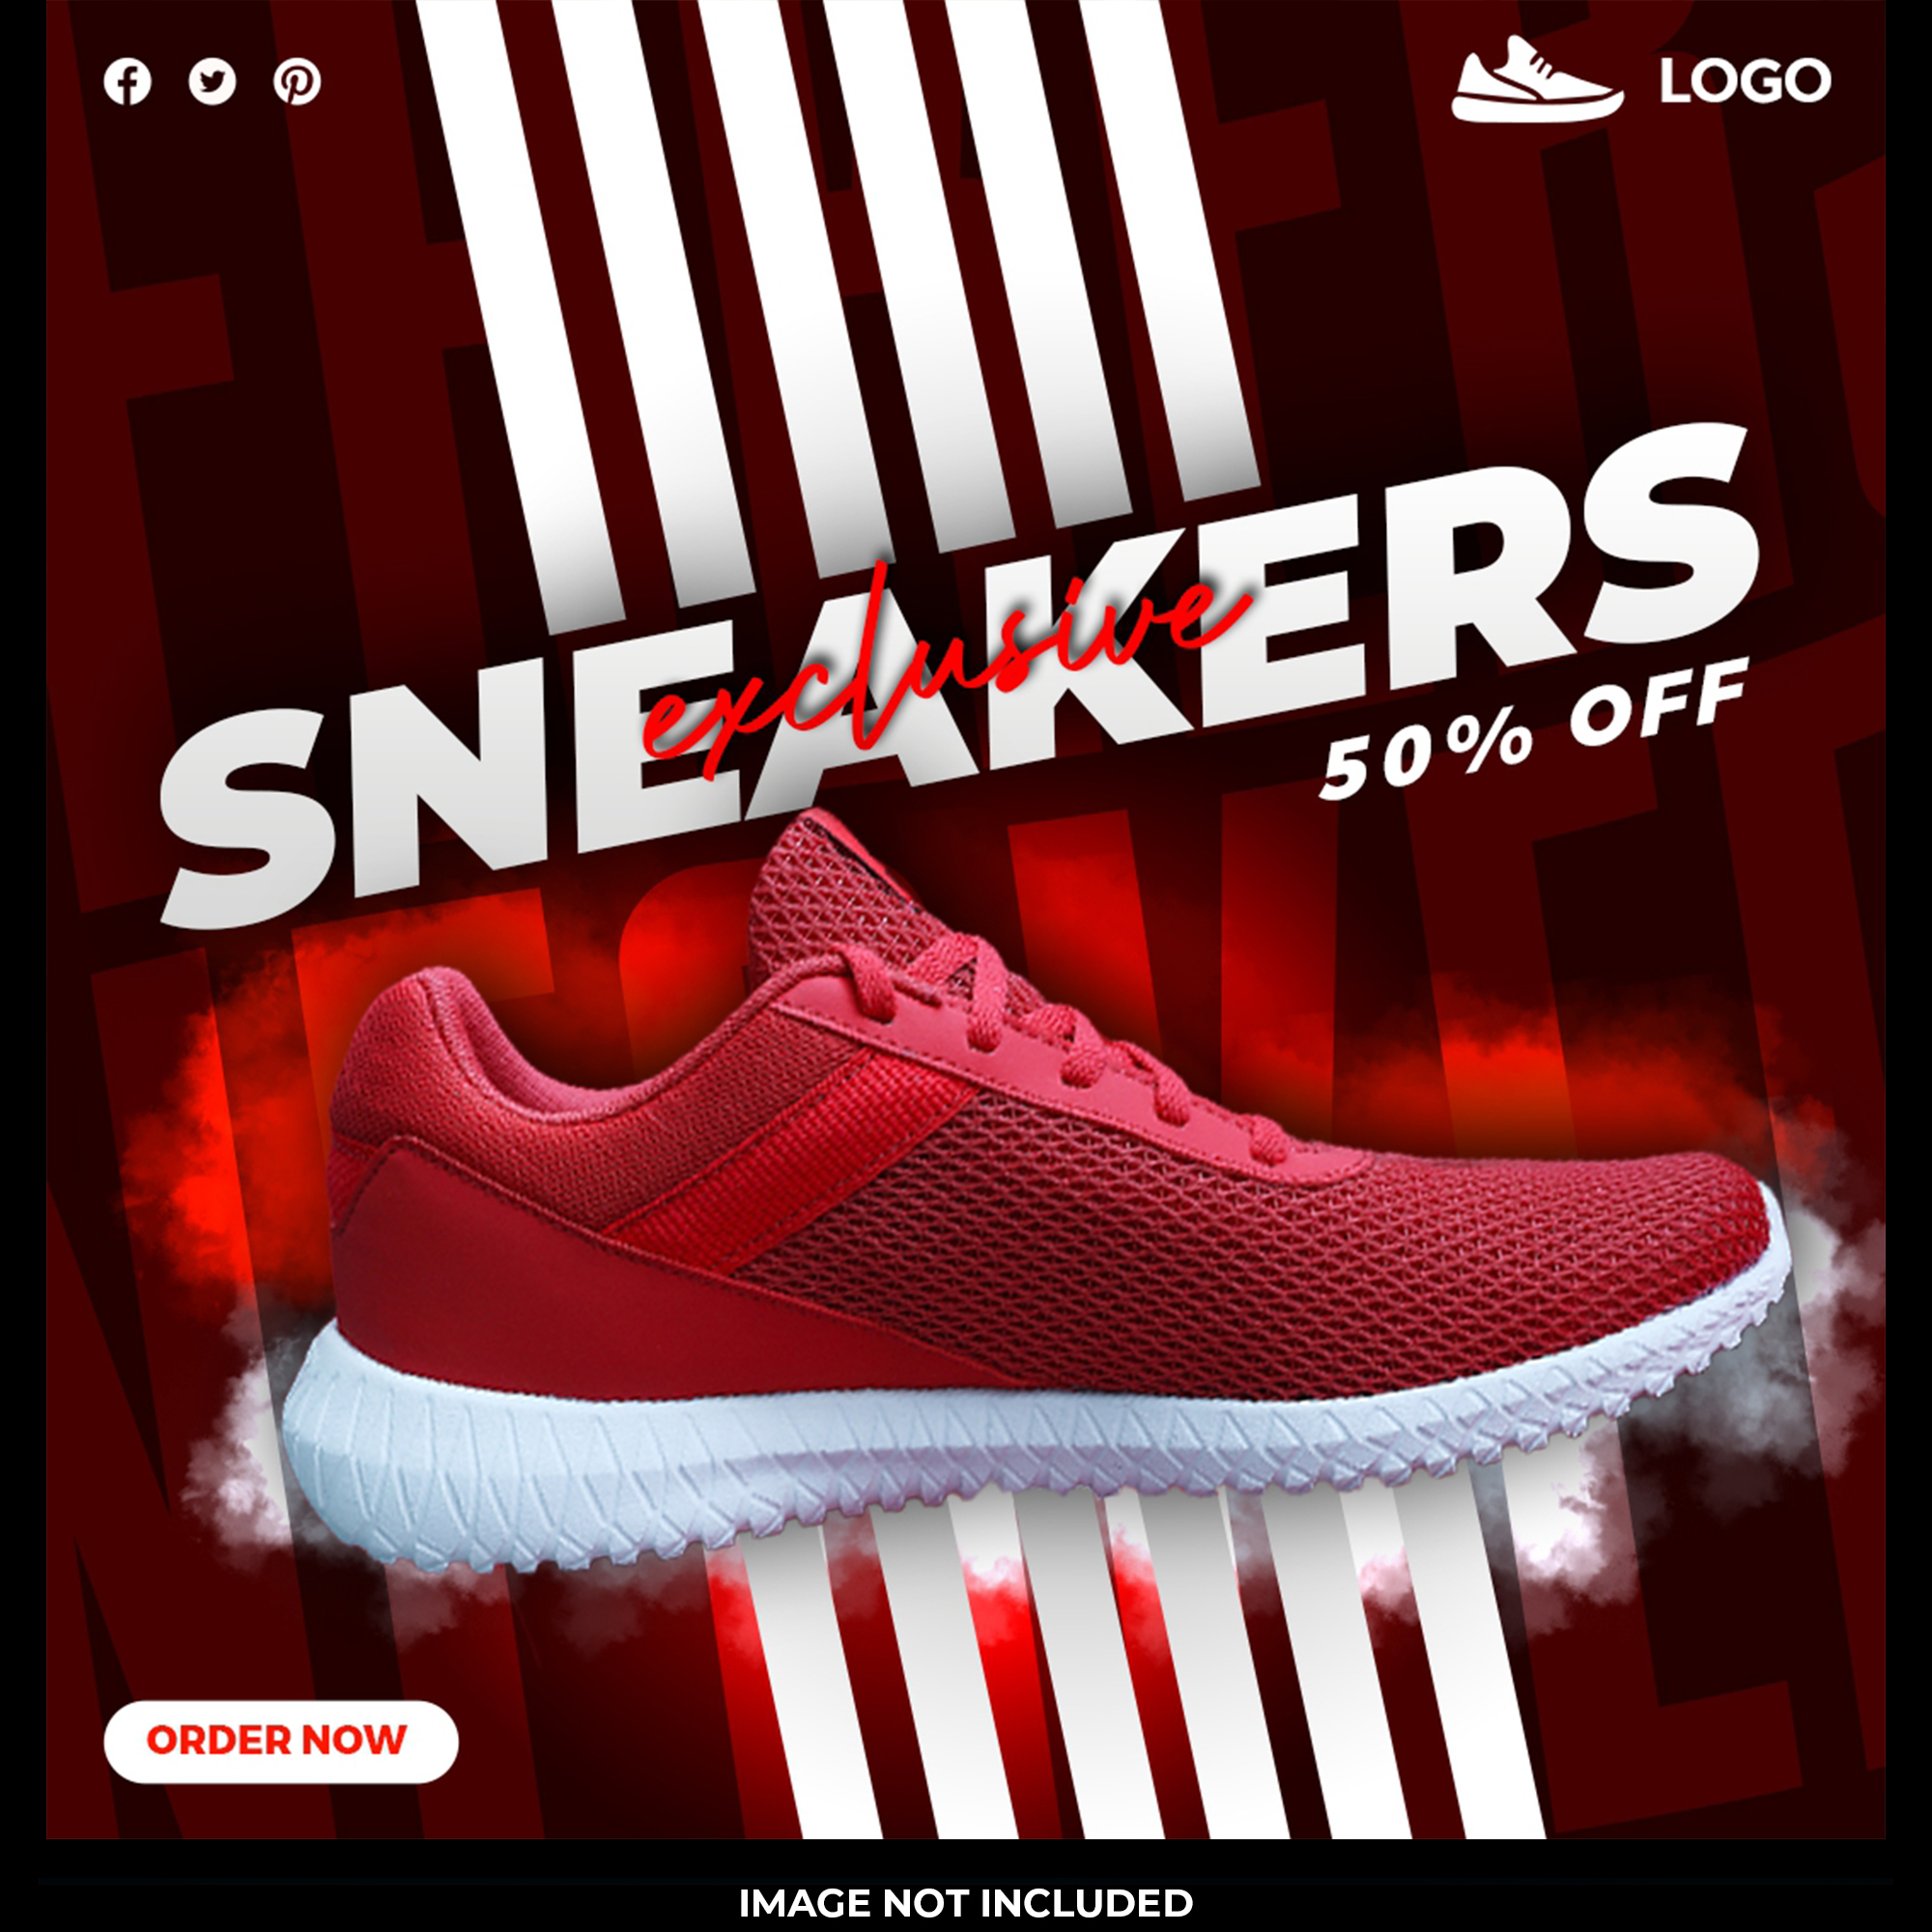 LOGO
SNEAKERS
exclusive
50% OFF
ORDER NOW
IMAGE NOT INCLUDED